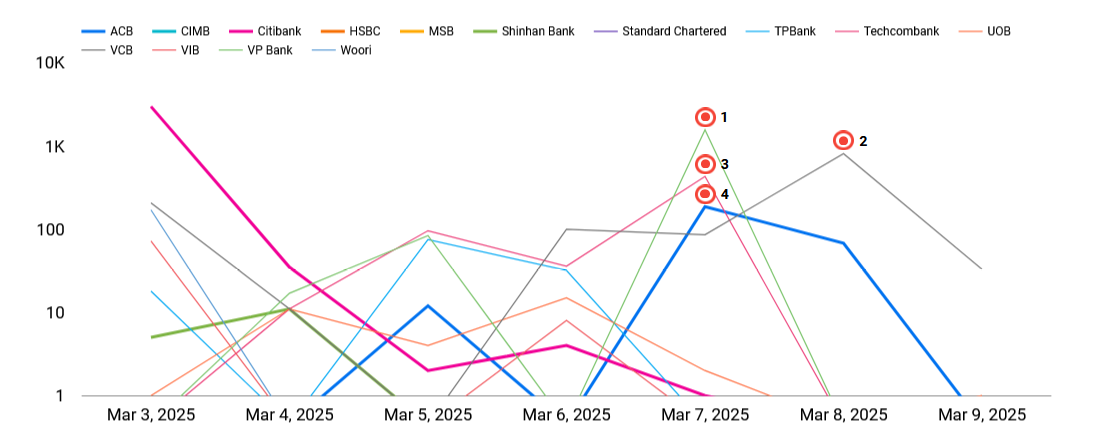 ACB CIMB Citibank HSBC MSB Shinhan Bank Standard Chartered TPBank Techcombank UOB
VCB VIB VP Bank Woori
10K
1
1K
2
3
4
100
10
1
Mar 3, 2025 Mar 4, 2025 Mar 5, 2025 Mar 6, 2025 Mar 7, 2025 Mar 8, 2025 Mar 9, 2025